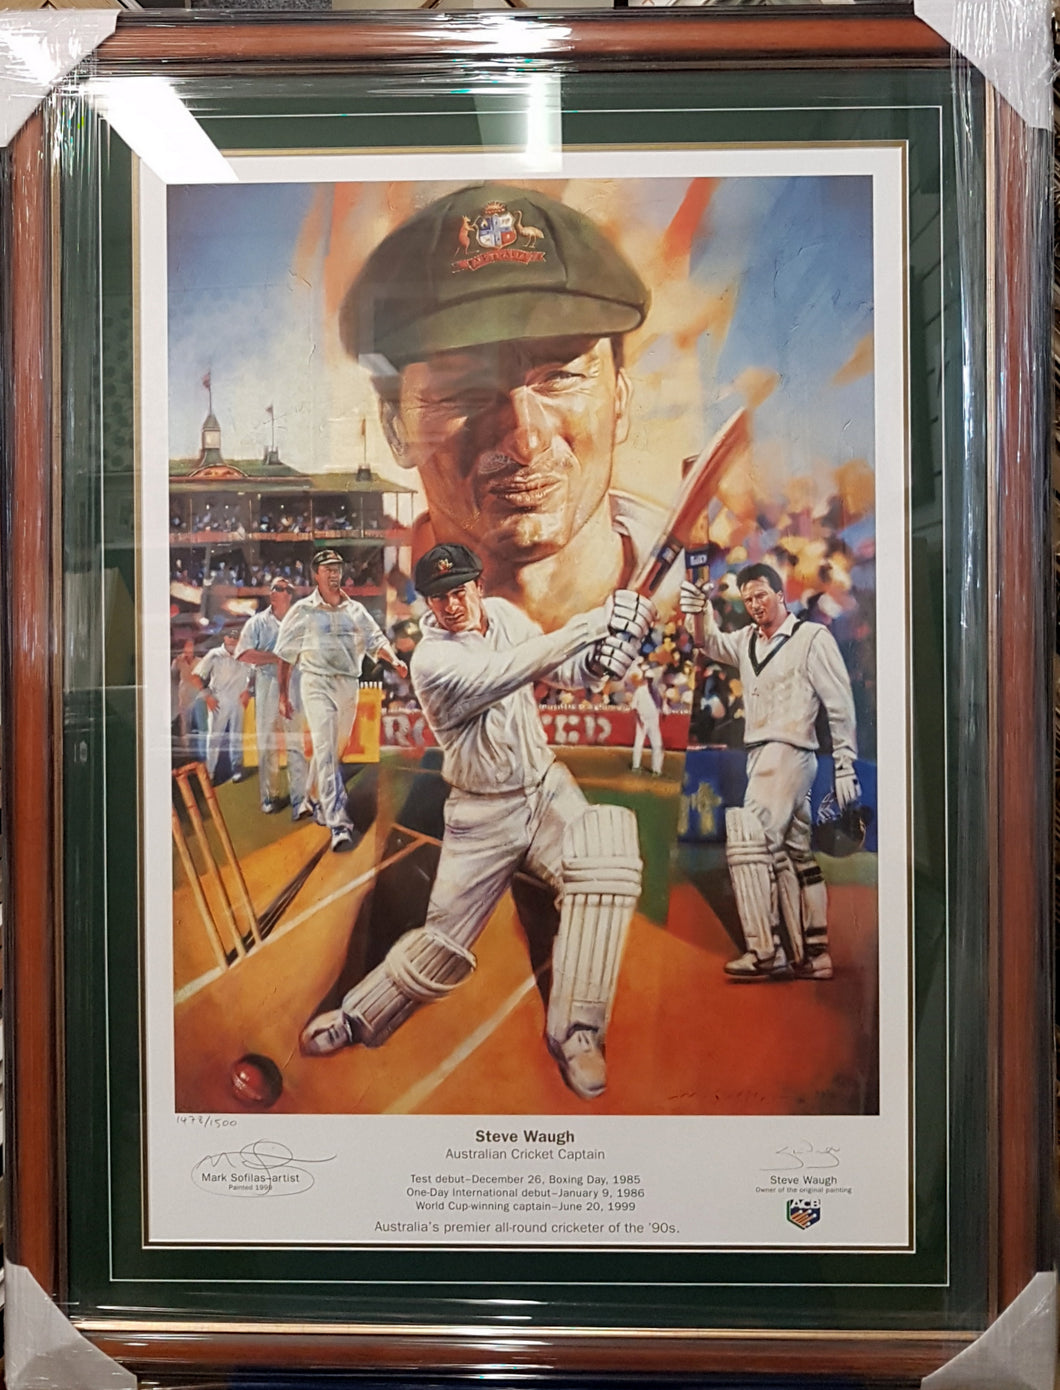 AUSTRALIA
1473/1500
Steve Waugh
Australian Cricket Captain
Mark Sofilas–artist
Painted 1999
Test debut–December 26, Boxing Day, 1985
One-Day International debut–January 9, 1986
World Cup-winning captain–June 20, 1999
Australia's premier all-round cricketer of the '90s.
Steve Waugh
Owner of the original painting
ACB